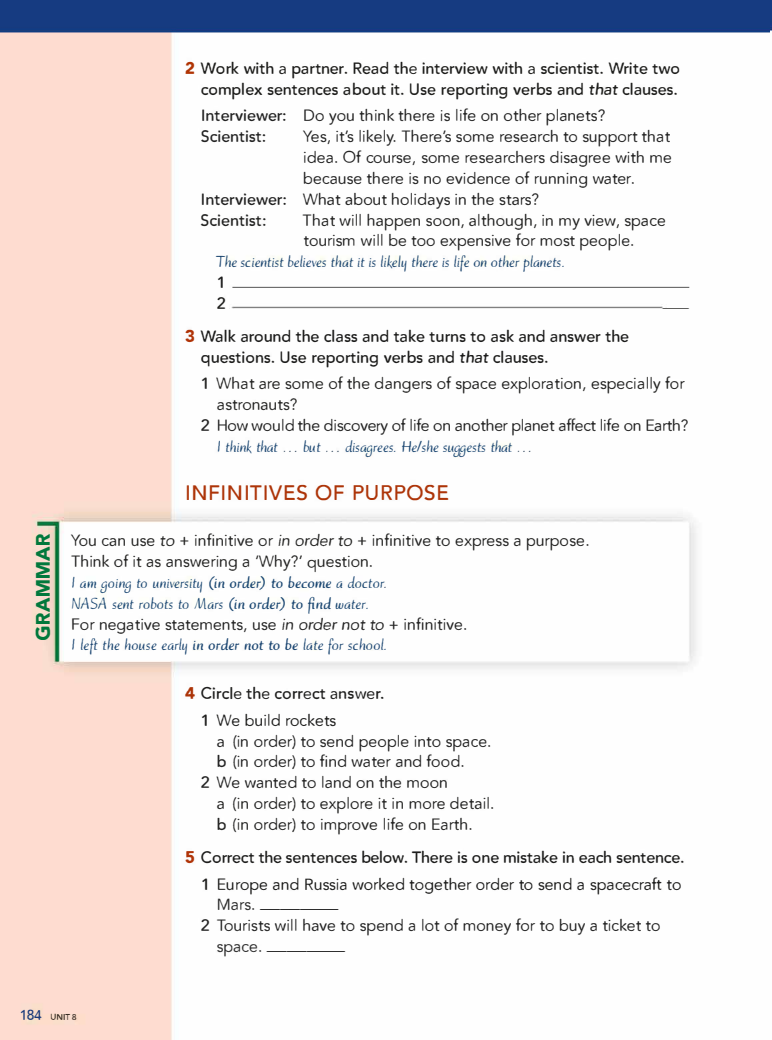 2 Work with a partner. Read the interview with a scientist. Write two
complex sentences about it. Use reporting verbs and that clauses.
Interviewer: Do you think there is life on other planets?
Scientist: Yes, it's likely. There's some research to support that
idea. Of course, some researchers disagree with me
because there is no evidence of running water.
Interviewer: What about holidays in the stars?
Scientist: That will happen soon, although, in my view, space
tourism will be too expensive for most people.
The scientist believes that it is likely there is life on other planets.
1
2
3 Walk around the class and take turns to ask and answer the
questions. Use reporting verbs and that clauses.
1 What are some of the dangers of space exploration, especially for
astronauts?
2 How would the discovery of life on another planet affect life on Earth?
I think that ... but ... disagrees. He/she suggests that ...
INFINITIVES OF PURPOSE
GRAMMAR
You can use to + infinitive or in order to + infinitive to express a purpose.
Think of it as answering a 'Why?' question.
I am going to university (in order) to become a doctor.
NASA sent robots to Mars (in order) to find water.
For negative statements, use in order not to + infinitive.
I left the house early in order not to be late for school.
4 Circle the correct answer.
1 We build rockets
a (in order) to send people into space.
b (in order) to find water and food.
2 We wanted to land on the moon
a (in order) to explore it in more detail.
b (in order) to improve life on Earth.
5 Correct the sentences below. There is one mistake in each sentence.
1 Europe and Russia worked together order to send a spacecraft to
Mars.
2 Tourists will have to spend a lot of money for to buy a ticket to
space.
184 UNIT 8